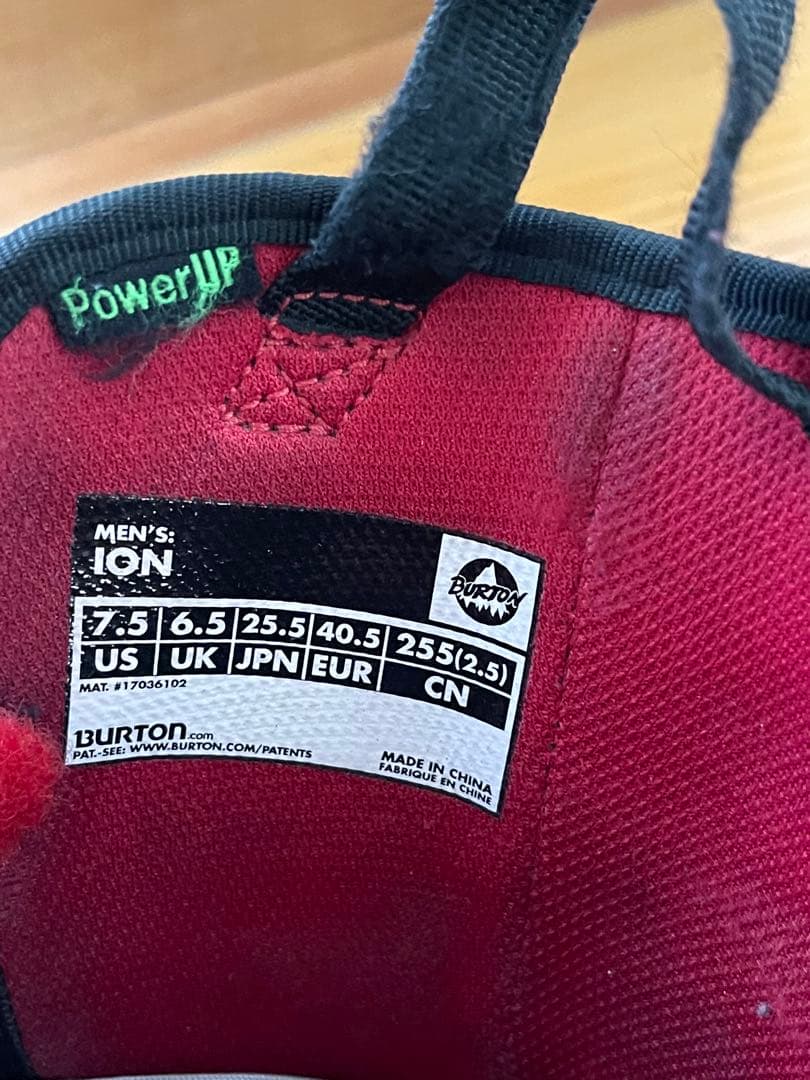 PowerUP
MEN'S:
ION
BURTON
7.5 6.5 25.5 40.5 255(2.5)
US UK JPN EUR CN
MAT. #17036102
BURTON.com
PAT.-SEE: WWW.BURTON.COM/PATENTS
MADE IN CHINA
FABRIQUE EN CHINE